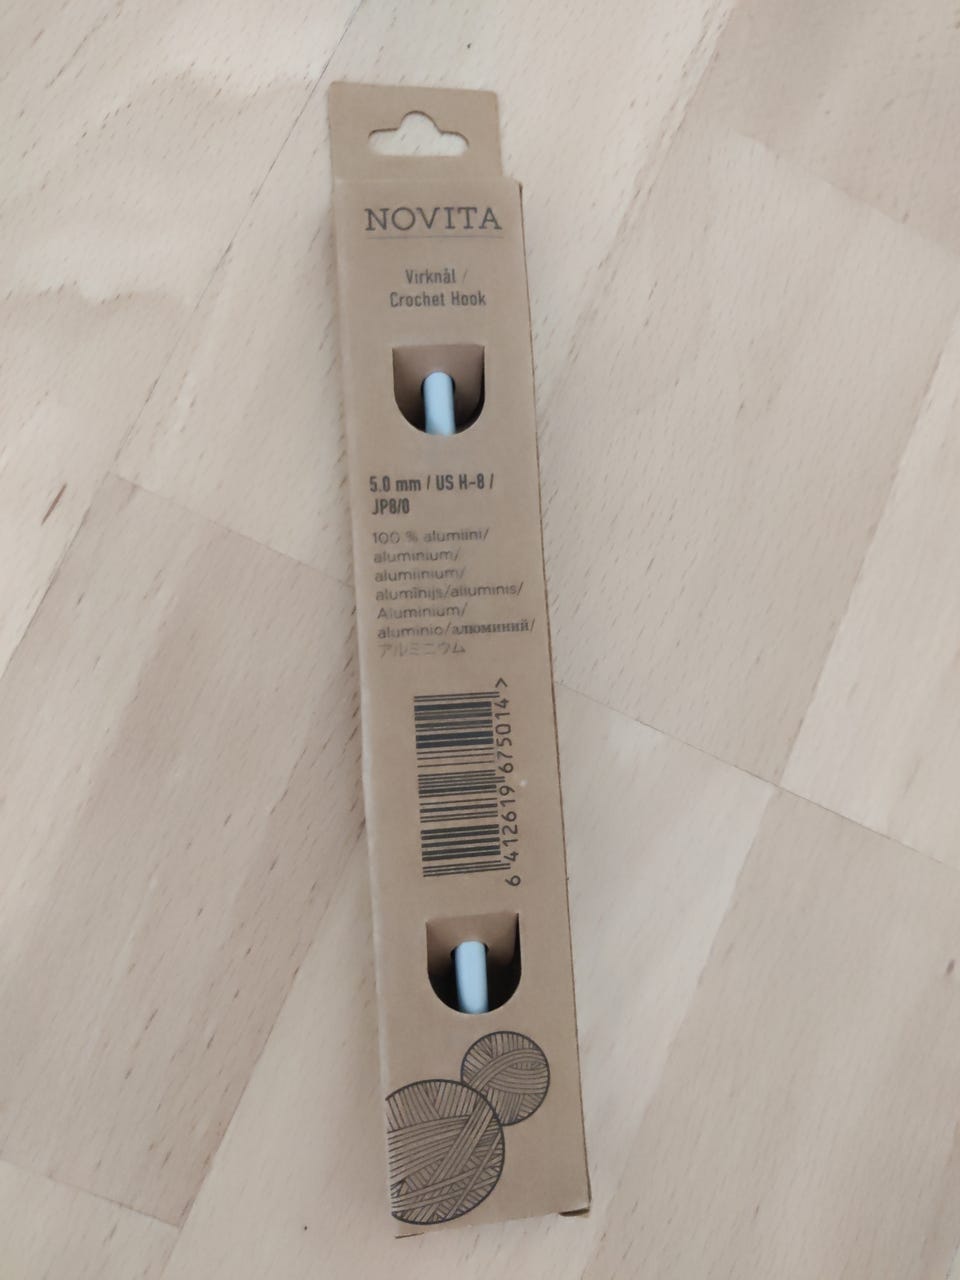 NOVITA
Virknål /
Crochet Hook
5.0 mm / US H-8 /
JP8/0
100 % alumiini/
aluminium/
alumiinium/
alumīnijs/aliuminis/
Aluminium/
aluminio/алюминий/
アルミニウム
6 412619 675014 >